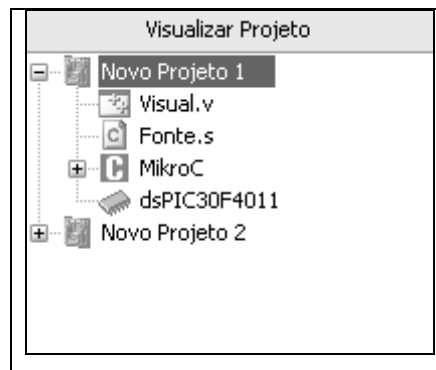 Visualizar Projeto
Novo Projeto 1
Visual.v
Fonte.s
MikroC
dsPIC30F4011
Novo Projeto 2